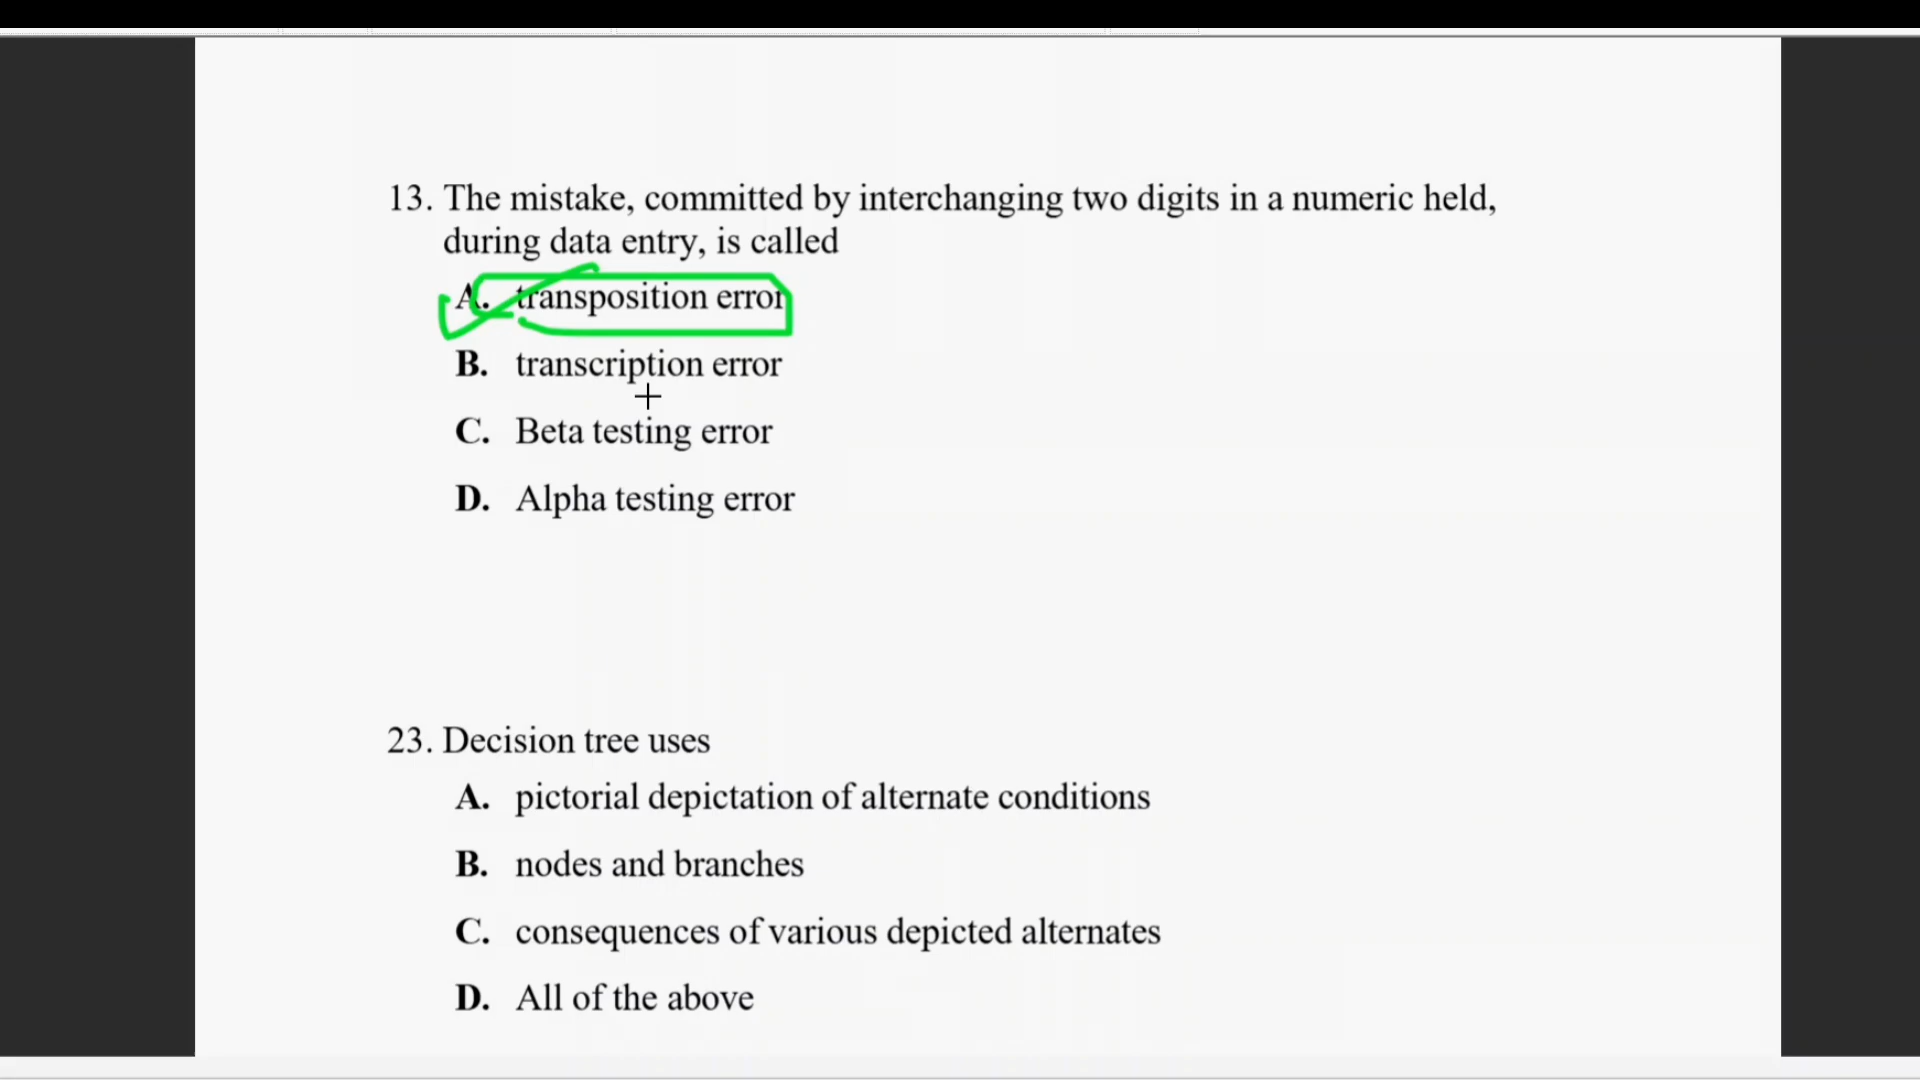 13. The mistake, committed by interchanging two digits in a numeric held,
during data entry, is called
A. transposition error
B. transcription error
C. Beta testing error
D. Alpha testing error
23. Decision tree uses
A. pictorial depictation of alternate conditions
B. nodes and branches
C. consequences of various depicted alternates
D. All of the above